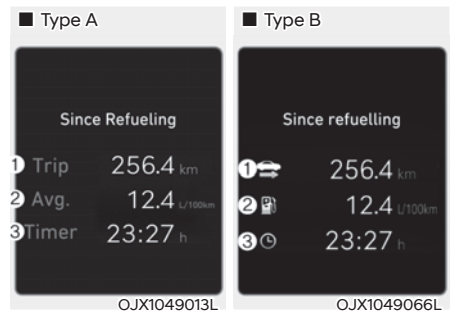 ■ Type A
Since Refueling
1 Trip 256.4 km
2 Avg. 12.4 L/100km
3 Timer 23:27 h
OJX1049013L
■ Type B
Since refuelling
1 256.4 km
2 12.4 L/100km
3 23:27 h
OJX1049066L